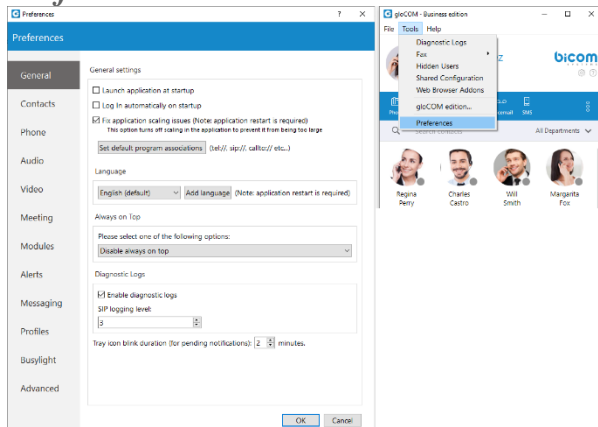 Preferences
Preferences
General
Contacts
Phone
Audio
Video
Meeting
Modules
Alerts
Messaging
Profiles
Busylight
Advanced
General settings
Launch application at startup
Log In automatically on startup
Fix application scaling issues (Note: application restart is required)
This option turns off scaling in the application to prevent it from being too large
Set default program associations (tel://, sip://, callto:// etc..)
Language
English (default) Add language (Note: application restart is required)
Always on Top
Please select one of the following options:
Disable always on top
Diagnostic Logs
Enable diagnostic logs
SIP logging level:
3
Tray icon blink duration (for pending notifications): 2 minutes.
OK Cancel
gloCOM - Business edition
File Tools Help
Diagnostic Logs
Fax
Hidden Users
Shared Configuration
Web Browser Addons
gloCOM edition...
Preferences
bicom
SYSTEMS
SMS
Search contacts All Departments
Regina Perry
Charles Castro
Will Smith
Margarita Fox